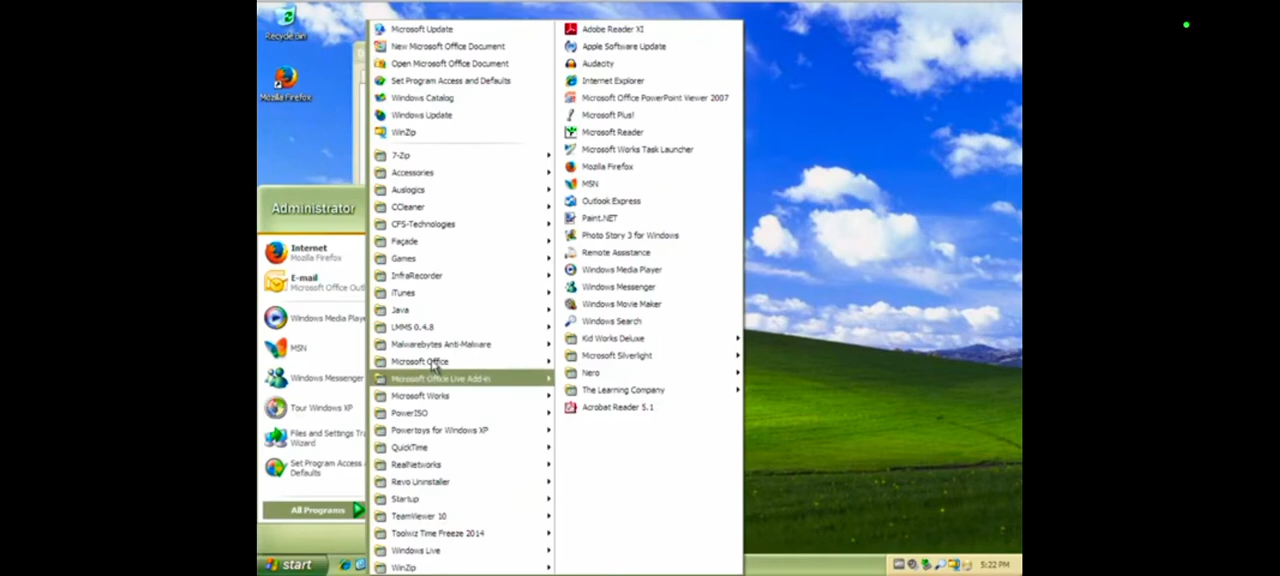 Recycle Bin
Mozilla Firefox
Administrator
Internet
Mozilla Firefox
E-mail
Microsoft Office Outl
Windows Media Playe
MSN
Windows Messenger
Tour Windows XP
Files and Settings Tra
Wizard
Set Program Access
Defaults
All Programs
start
Microsoft Update
New Microsoft Office Document
Open Microsoft Office Document
Set Program Access and Defaults
Windows Catalog
Windows Update
WinZip
7-Zip
Accessories
Auslogics
CCleaner
CFS-Technologies
Façade
Games
InfraRecorder
iTunes
Java
LMMS 0.4.8
Malwarebytes Anti-Malware
Microsoft Office
Microsoft Office Live Add-in
Microsoft Works
PowerISO
Powertoys for Windows XP
QuickTime
RealNetworks
Revo Uninstaller
Startup
TeamViewer 10
Toolwiz Time Freeze 2014
Windows Live
WinZip
Adobe Reader XI
Apple Software Update
Audacity
Internet Explorer
Microsoft Office PowerPoint Viewer 2007
Microsoft Plus!
Microsoft Reader
Microsoft Works Task Launcher
Mozilla Firefox
MSN
Outlook Express
Paint.NET
Photo Story 3 for Windows
Remote Assistance
Windows Media Player
Windows Messenger
Windows Movie Maker
Windows Search
Kid Works Deluxe
Microsoft Silverlight
Nero
The Learning Company
Acrobat Reader 5.1
5:22 PM